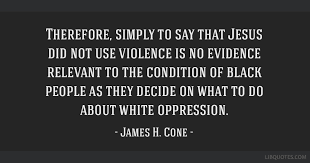 Therefore, simply to say that Jesus
did not use violence is no evidence
relevant to the condition of black
people as they decide on what to do
about white oppression.
- James H. Cone -
LIBQUOTES.COM